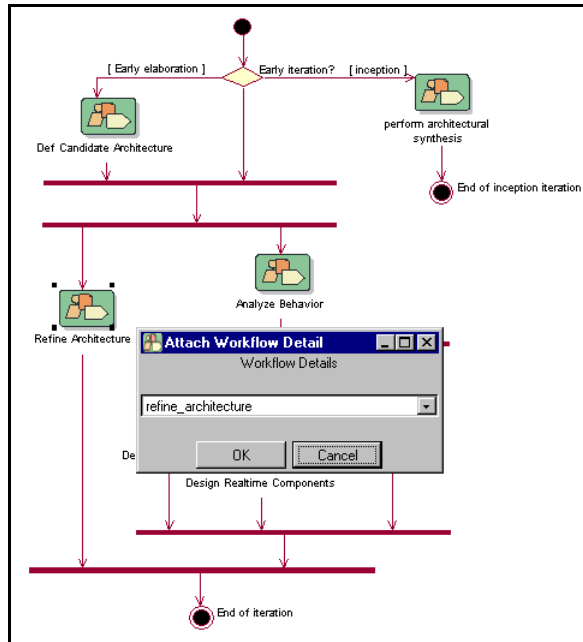 [ Early elaboration ]
Early iteration?
[ inception ]
Def Candidate Architecture
perform architectural
synthesis
End of inception iteration
Analyze Behavior
Refine Architecture
Attach Workflow Detail
Workflow Details
refine_architecture
OK
Cancel
De
Design Realtime Components
End of iteration